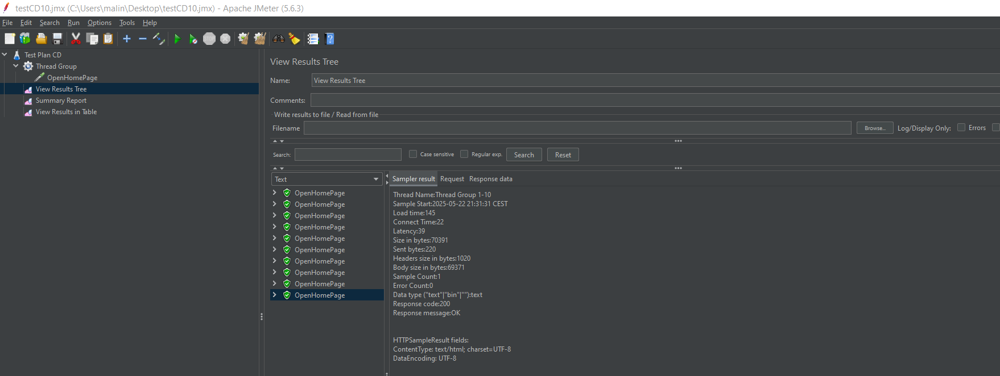 testCD10.jmx (C:\Users\malin\Desktop\testCD10.jmx) - Apache JMeter (5.6.3)
File Edit Search Run Options Tools Help
Test Plan CD
Thread Group
OpenHomePage
View Results Tree
Summary Report
View Results in Table
View Results Tree
Name: View Results Tree
Comments:
Write results to file / Read from file
Filename Browse... Log/Display Only: Errors
Search: Case sensitive Regular exp. Search Reset
Text
OpenHomePage
OpenHomePage
OpenHomePage
OpenHomePage
OpenHomePage
OpenHomePage
OpenHomePage
OpenHomePage
OpenHomePage
OpenHomePage
Sampler result Request Response data
Thread Name:Thread Group 1-10
Sample Start:2025-05-22 21:31:31 CEST
Load time:145
Connect Time:22
Latency:39
Size in bytes:70391
Sent bytes:220
Headers size in bytes:1020
Body size in bytes:69371
Sample Count:1
Error Count:0
Data type ("text"|"bin"|""):text
Response code:200
Response message:OK
HTTPSampleResult fields:
ContentType: text/html; charset=UTF-8
DataEncoding: UTF-8